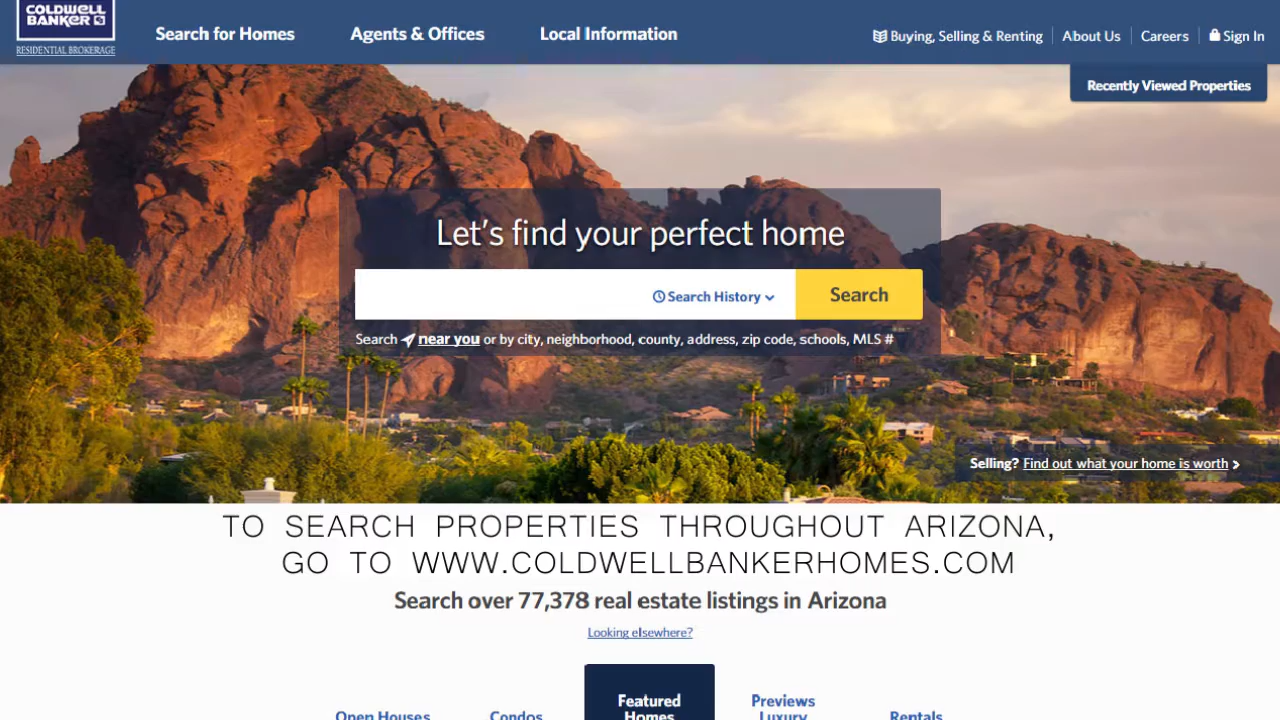 COLDWELL
BANKER
RESIDENTIAL BROKERAGE
Search for Homes
Agents & Offices
Local Information
Buying, Selling & Renting
About Us
Careers
Sign In
Recently Viewed Properties
Let's find your perfect home
Search History
Search
Search near you or by city, neighborhood, county, address, zip code, schools, MLS #
Selling? Find out what your home is worth
TO SEARCH PROPERTIES THROUGHOUT ARIZONA,
GO TO WWW.COLDWELLBANKERHOMES.COM
Search over 77,378 real estate listings in Arizona
Looking elsewhere?
Open Houses
Condos
Featured
Homes
Previews
Luxury
Rentals